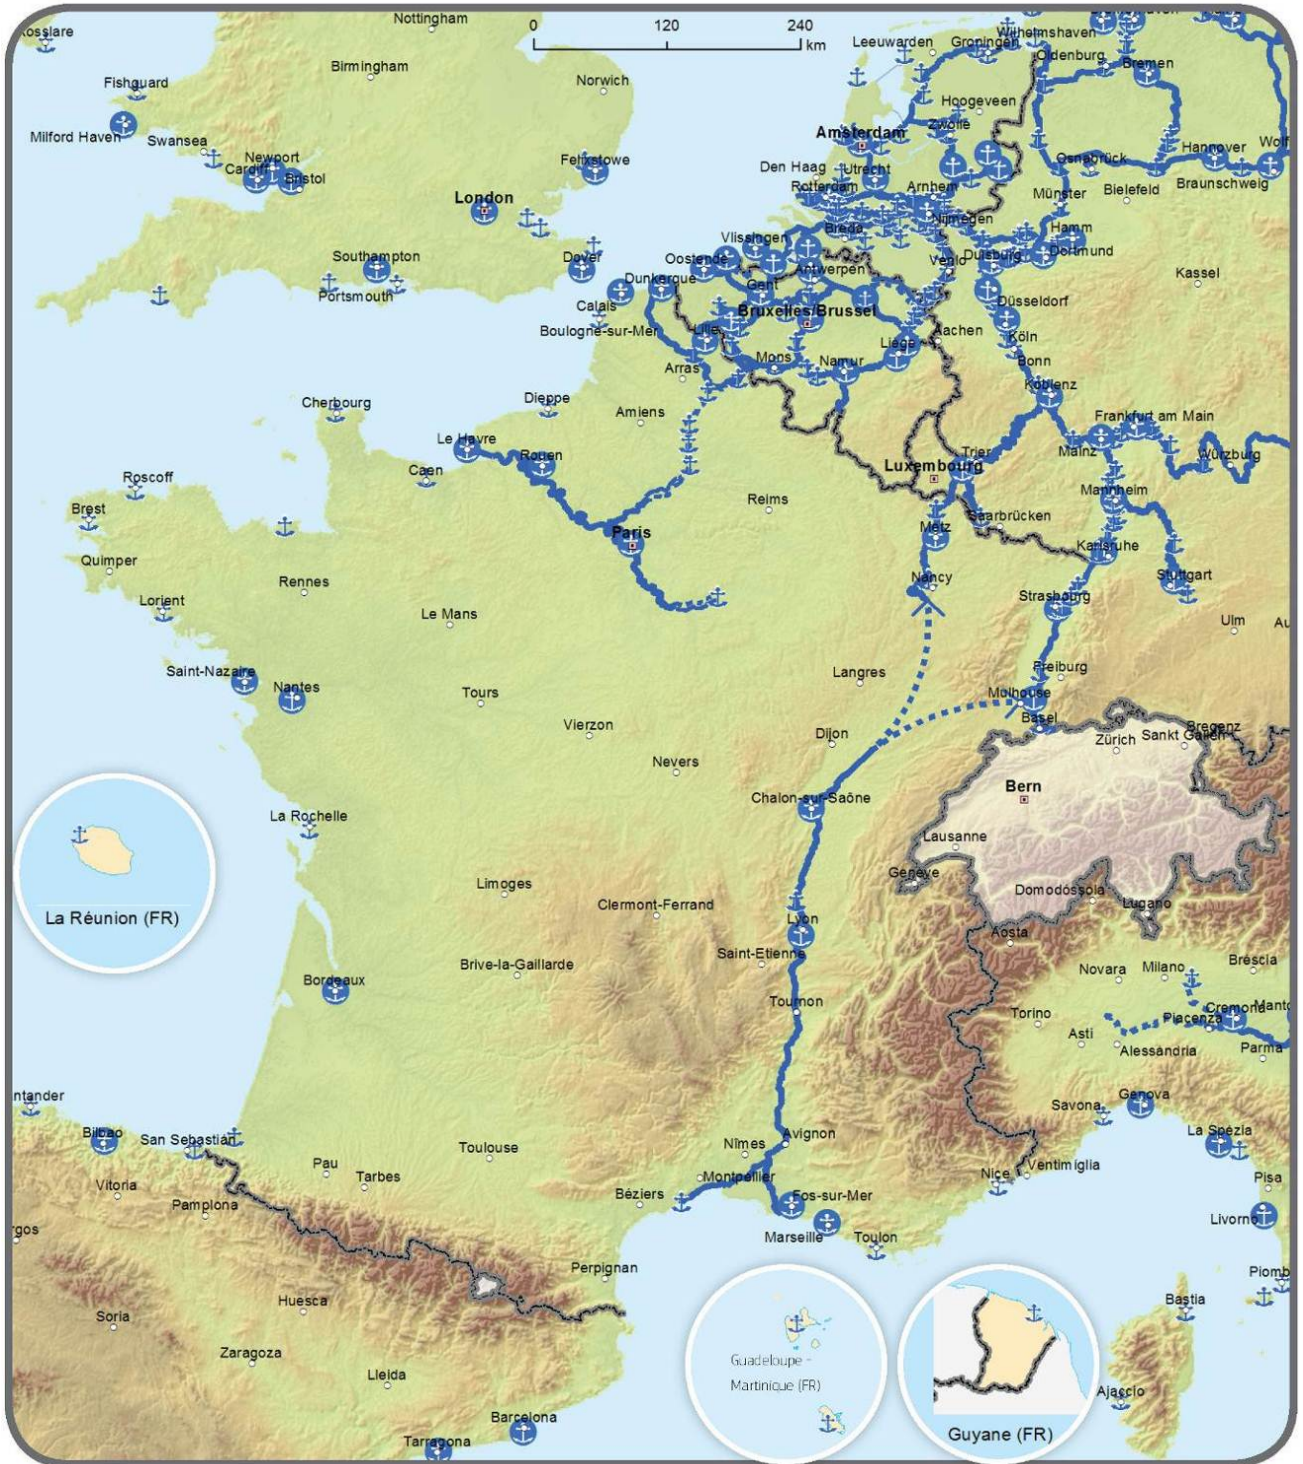 Nottingham
0 120 240
km
Wilhelmshaven
Leeuwarden Groningen
Oldenburg
Birmingham
Bremen
Fishguard
Norwich
Hoogeveen
Milford Haven
Swansea
Amsterdam
Zwolle
Hannover
Newport
Felixstowe
Den Haag
Utrecht
Osnabrück
Cardiff
Bristol
Braunschweig
London
Rotterdam
Arnhem
Münster
Bielefeld
Nijmegen
Breda
Vlissingen
Hamm
Southampton
Dover
Oostende
Venlo
Duisburg
Dortmund
Antwerpen
Kassel
Portsmouth
Dunkerque
Gent
Düsseldorf
Calais
Bruxelles/Brussel
Boulogne-sur-Mer
Lille
Aachen
Köln
Liège
Mons
Namur
Bonn
Arras
Koblenz
Dieppe
Cherbourg
Amiens
Frankfurt am Main
Le Havre
Rouen
Trier
Mainz
Würzburg
Caen
Luxembourg
Roscoff
Reims
Mannheim
Brest
Metz
Saarbrücken
Paris
Karlsruhe
Quimper
Rennes
Nancy
Stuttgart
Lorient
Le Mans
Strasbourg
Ulm
Saint-Nazaire
Langres
Freiburg
Nantes
Tours
Mulhouse
Vierzon
Dijon
Basel
Bregenz
Zürich
Sankt Gallen
Nevers
Chalon-sur-Saône
Bern
La Rochelle
Lausanne
Genève
Limoges
Domodóssola
Clermont-Ferrand
Lugano
La Réunion (FR)
Lyon
Aosta
Saint-Etienne
Brive-la-Gaillarde
Novara
Milano
Bréscia
Bordeaux
Tournon
Torino
Cremona
Piacenza
Asti
Alessandria
Parma
Genova
Savona
Bilbao
San Sebastián
La Spézia
Avignon
Nîmes
Toulouse
Pau
Tarbes
Montpellier
Nice
Ventimiglia
Pisa
Vitoria
Béziers
Fos-sur-Mer
Pamplona
Livorno
Marseille
Toulon
Perpignan
Huesca
Bastia
Soria
Zaragoza
Guadeloupe -
Martinique (FR)
Lleida
Ajaccio
Barcelona
Guyane (FR)
Tarragona